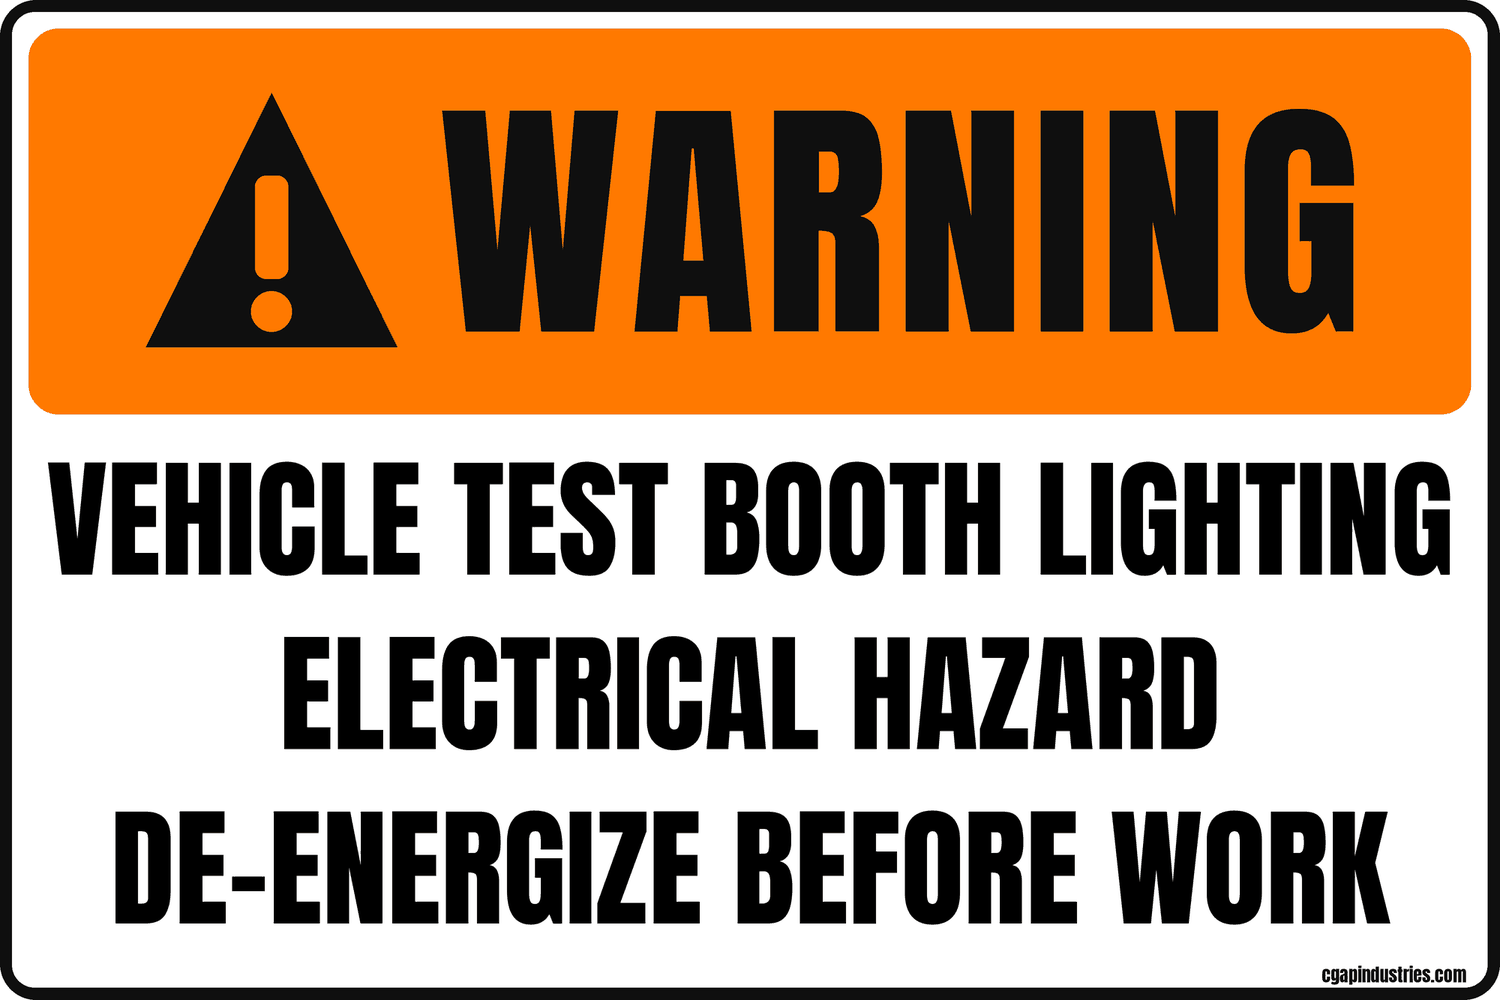 WARNING
VEHICLE TEST BOOTH LIGHTING
ELECTRICAL HAZARD
DE-ENERGIZE BEFORE WORK
cgapindustries.com